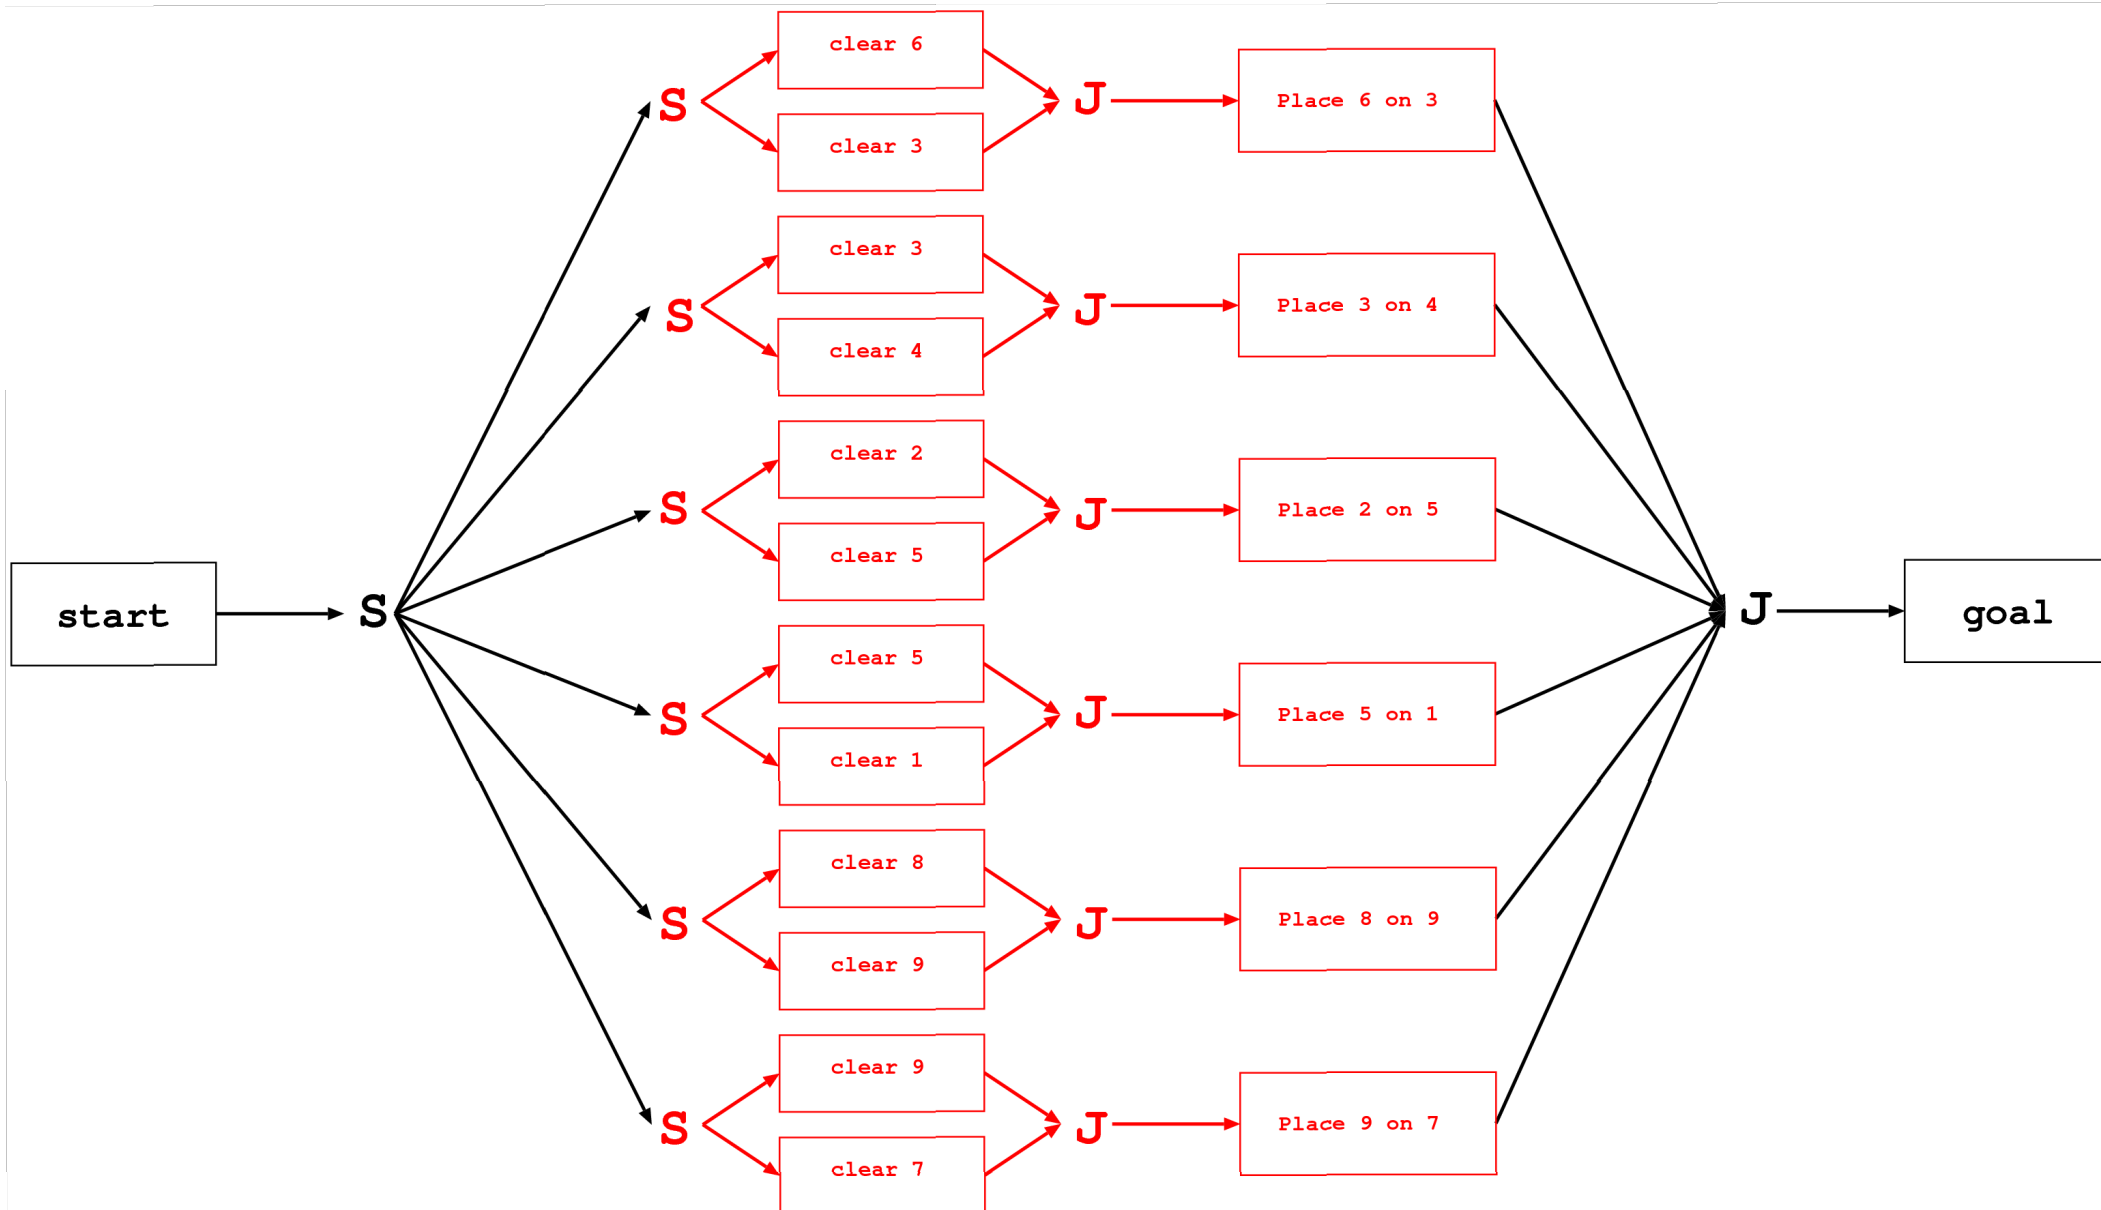 clear 6
S
J
Place 6 on 3
clear 3
clear 3
S
J
Place 3 on 4
clear 4
clear 2
S
J
Place 2 on 5
clear 5
start
S
J
goal
clear 5
S
J
Place 5 on 1
clear 1
clear 8
S
J
Place 8 on 9
clear 9
clear 9
S
J
Place 9 on 7
clear 7